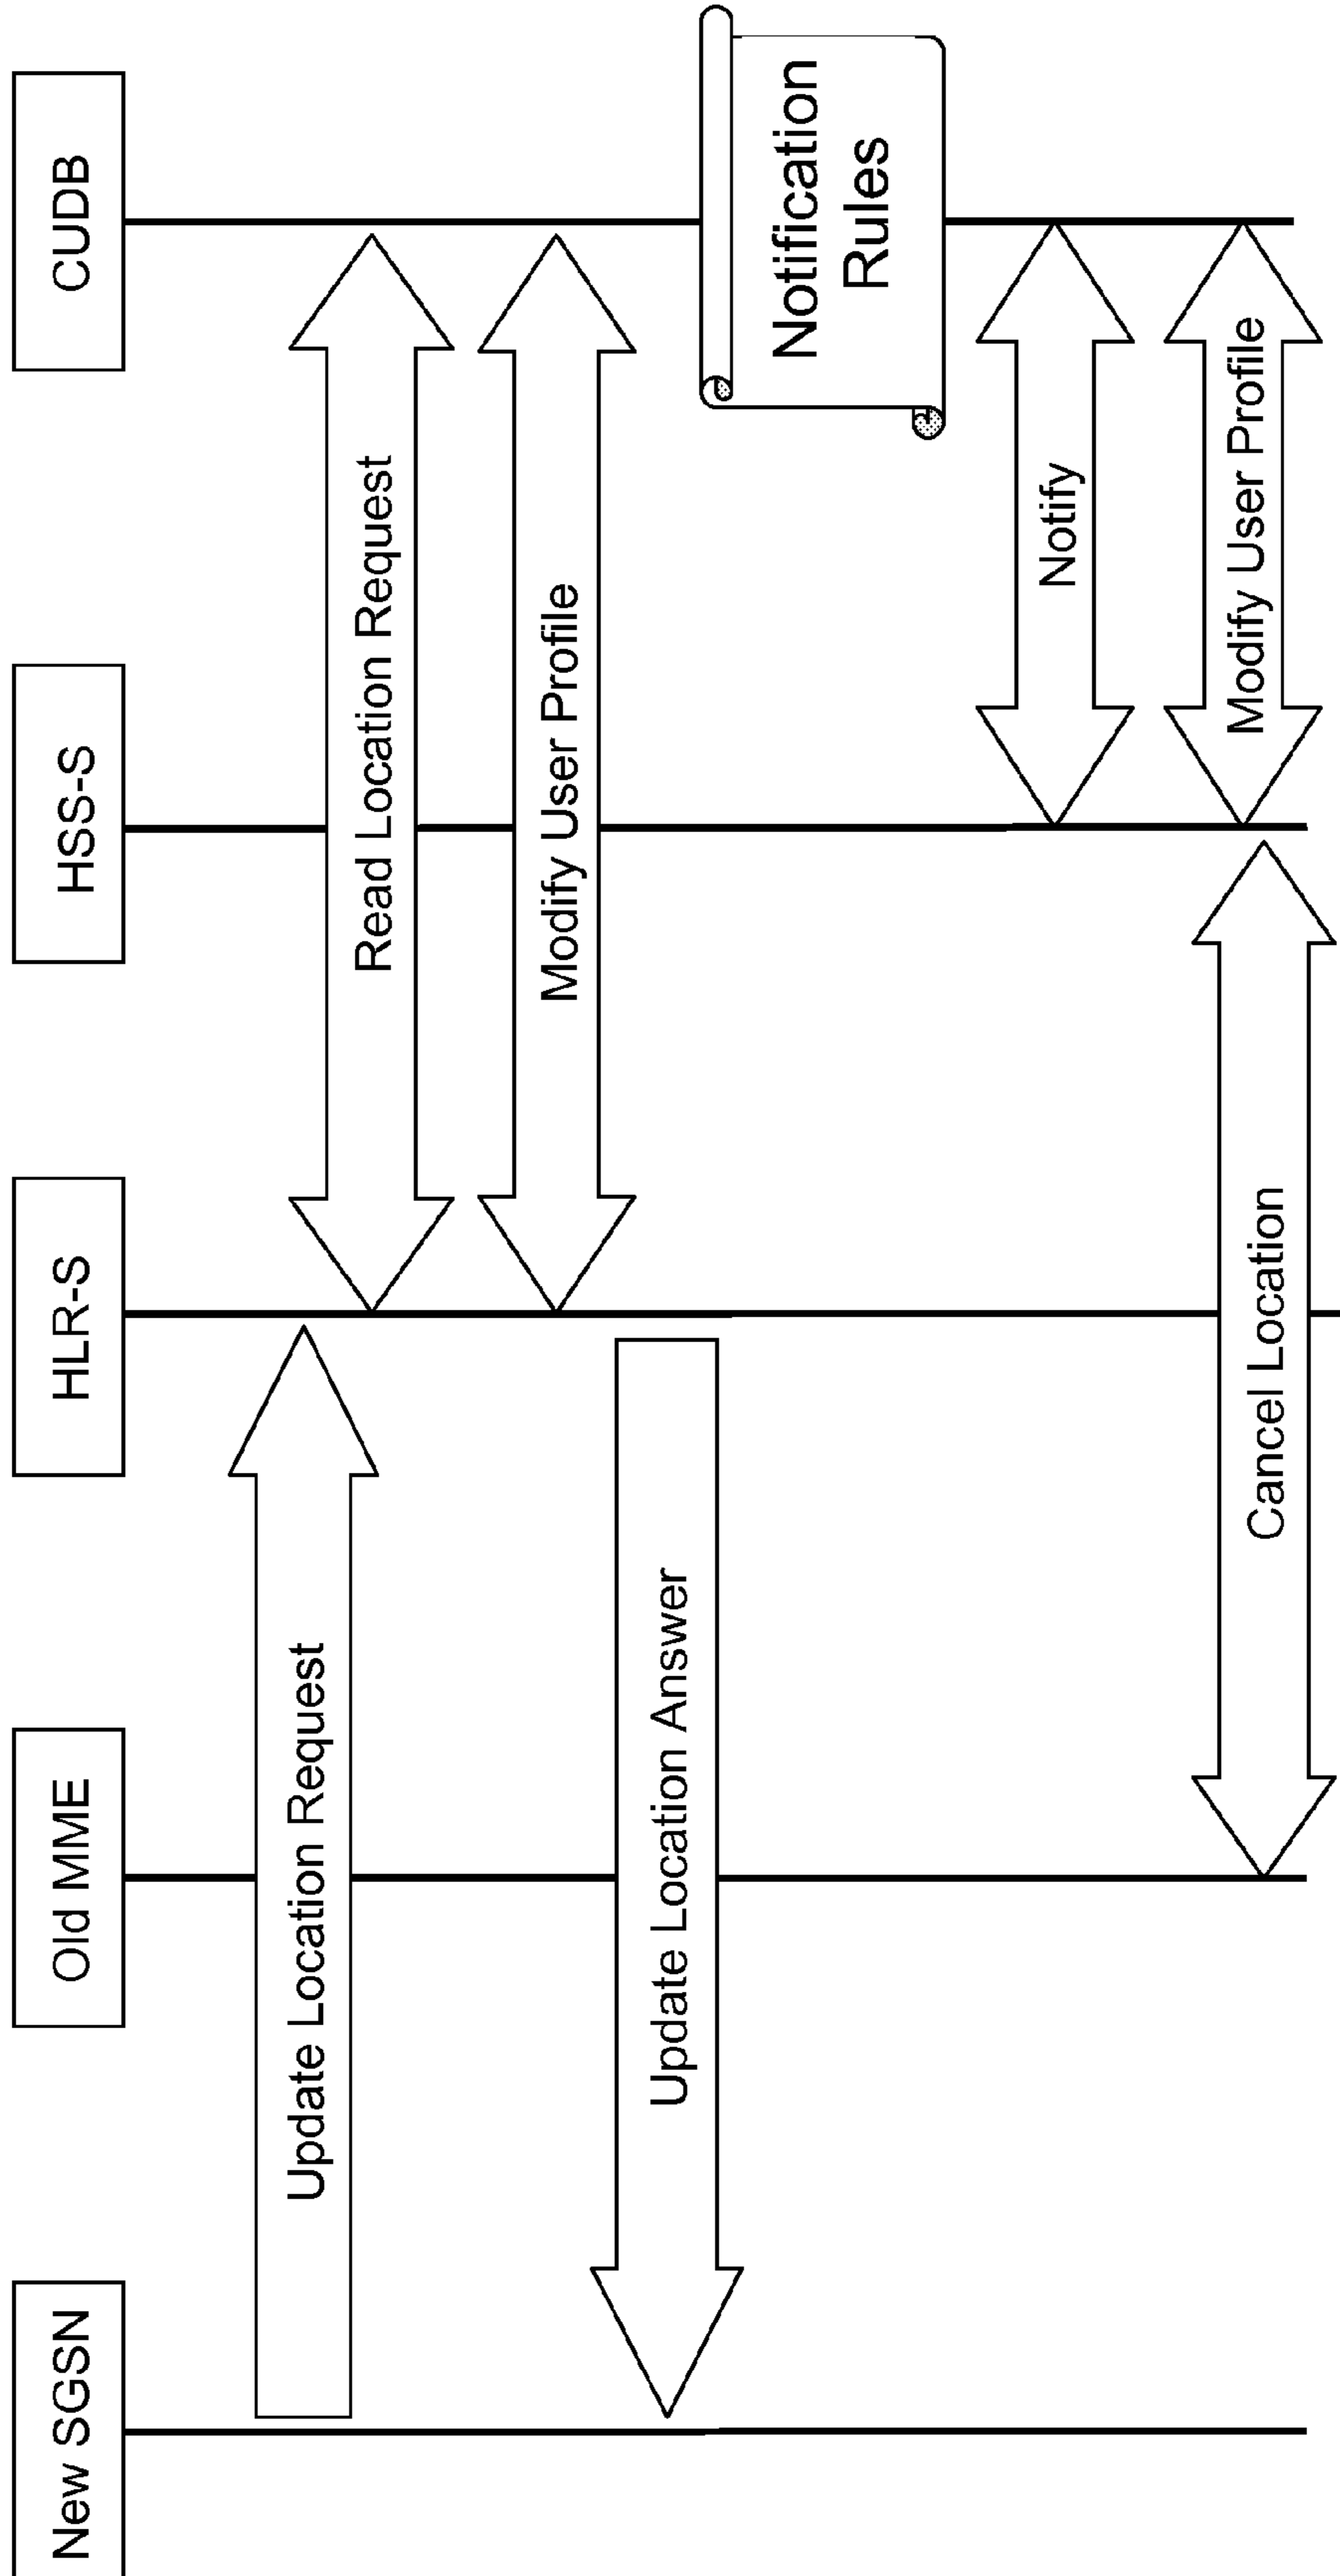 New SGSN
Old MME
HLR-S
HSS-S
CUDB
Update Location Request
Read Location Request
Modify User Profile
Update Location Answer
Notification
Rules
Notify
Modify User Profile
Cancel Location